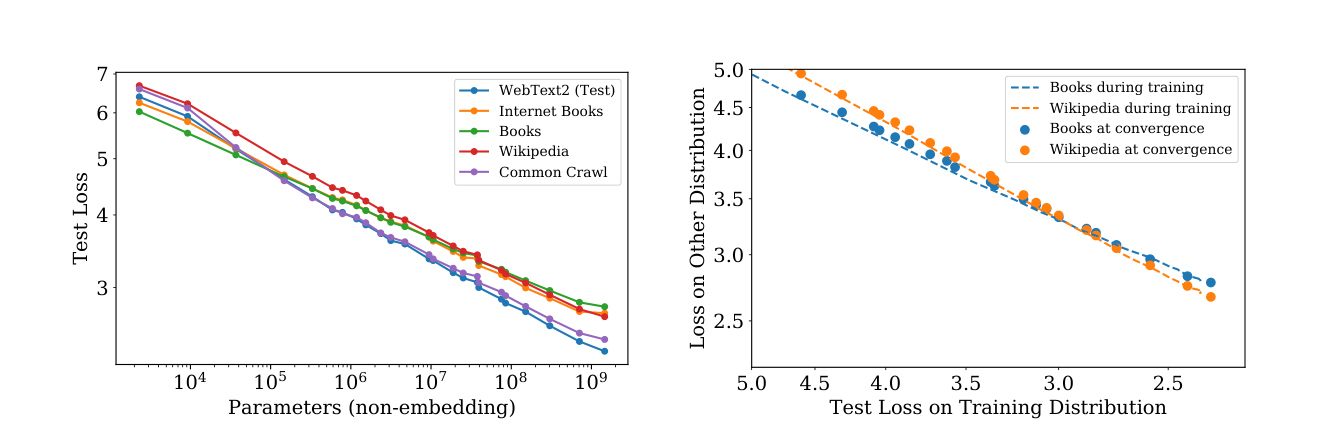 7
6
5
4
3
Test Loss
10^4
10^5
10^6
10^7
10^8
10^9
Parameters (non-embedding)
WebText2 (Test)
Internet Books
Books
Wikipedia
Common Crawl
5.0
4.5
4.0
3.5
3.0
2.5
Loss on Other Distribution
5.0
4.5
4.0
3.5
3.0
2.5
Test Loss on Training Distribution
Books during training
Wikipedia during training
Books at convergence
Wikipedia at convergence